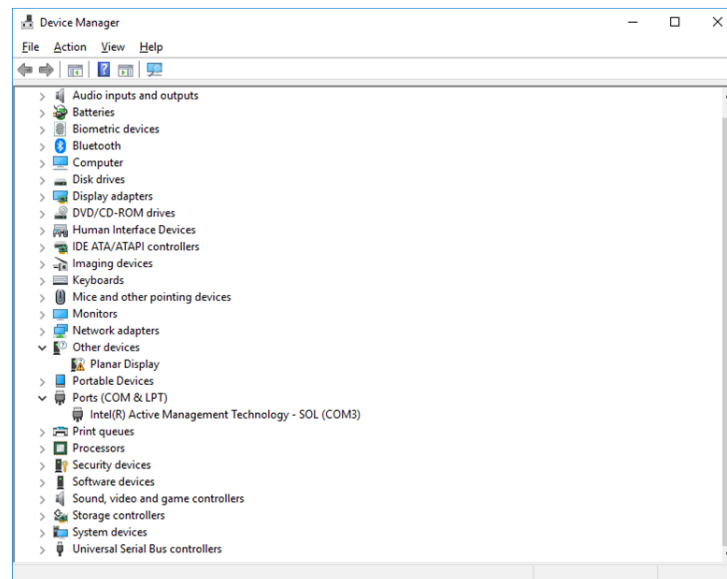 Device Manager
File Action View Help
Audio inputs and outputs
Batteries
Biometric devices
Bluetooth
Computer
Disk drives
Display adapters
DVD/CD-ROM drives
Human Interface Devices
IDE ATA/ATAPI controllers
Imaging devices
Keyboards
Mice and other pointing devices
Monitors
Network adapters
Other devices
Planar Display
Portable Devices
Ports (COM & LPT)
Intel(R) Active Management Technology - SOL (COM3)
Print queues
Processors
Security devices
Software devices
Sound, video and game controllers
Storage controllers
System devices
Universal Serial Bus controllers